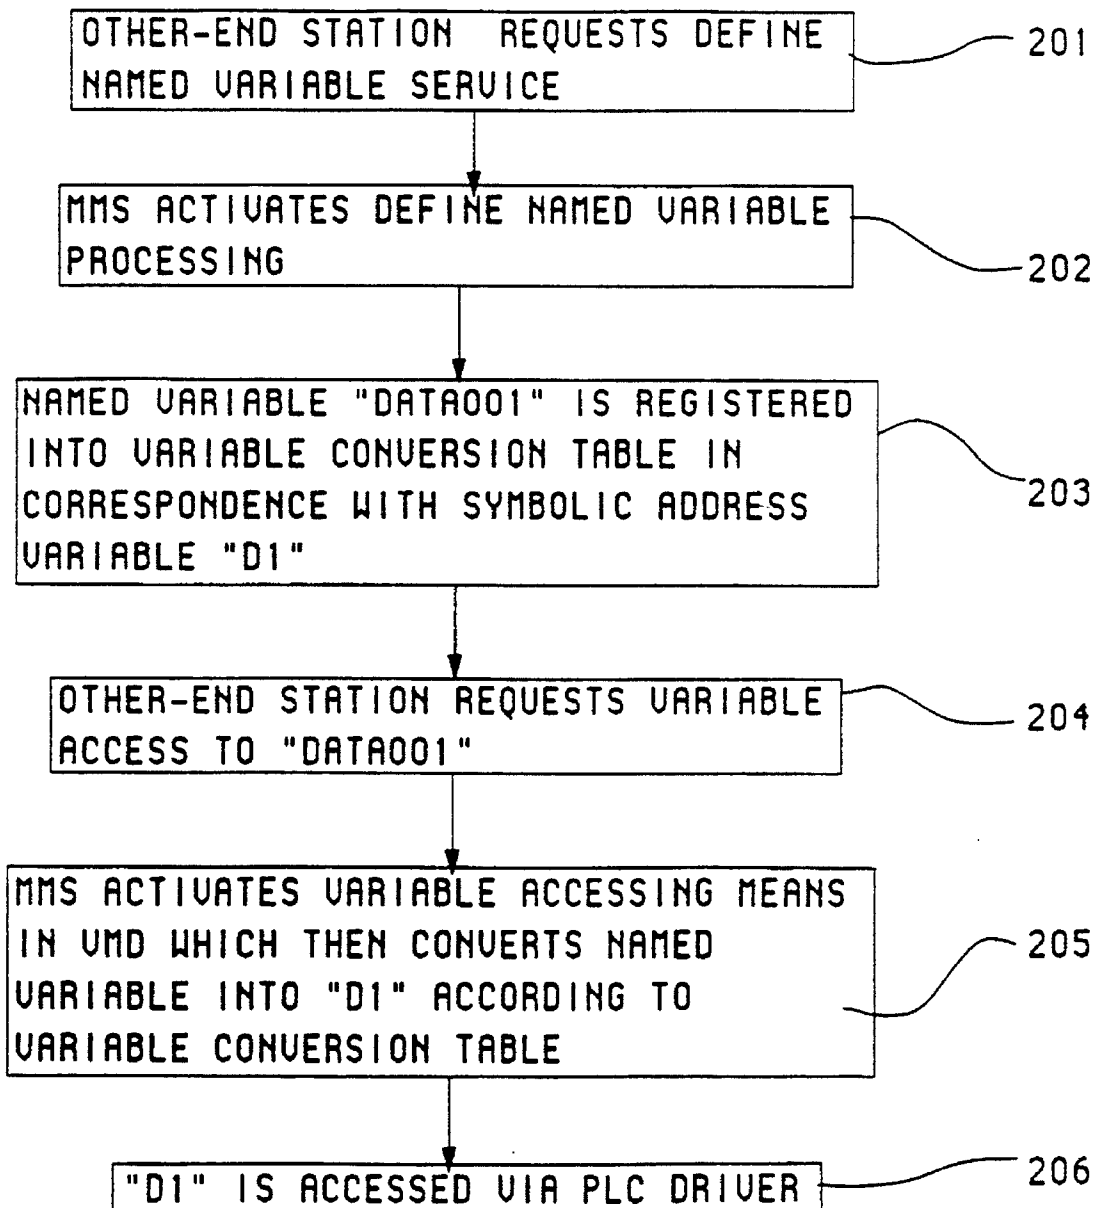 OTHER-END STATION REQUESTS DEFINE
NAMED VARIABLE SERVICE
201
MMS ACTIVATES DEFINE NAMED VARIABLE
PROCESSING
202
NAMED VARIABLE "DATA001" IS REGISTERED
INTO VARIABLE CONVERSION TABLE IN
CORRESPONDENCE WITH SYMBOLIC ADDRESS
VARIABLE "D1"
203
OTHER-END STATION REQUESTS VARIABLE
ACCESS TO "DATA001"
204
MMS ACTIVATES VARIABLE ACCESSING MEANS
IN VMD WHICH THEN CONVERTS NAMED
VARIABLE INTO "D1" ACCORDING TO
VARIABLE CONVERSION TABLE
205
"D1" IS ACCESSED VIA PLC DRIVER
206